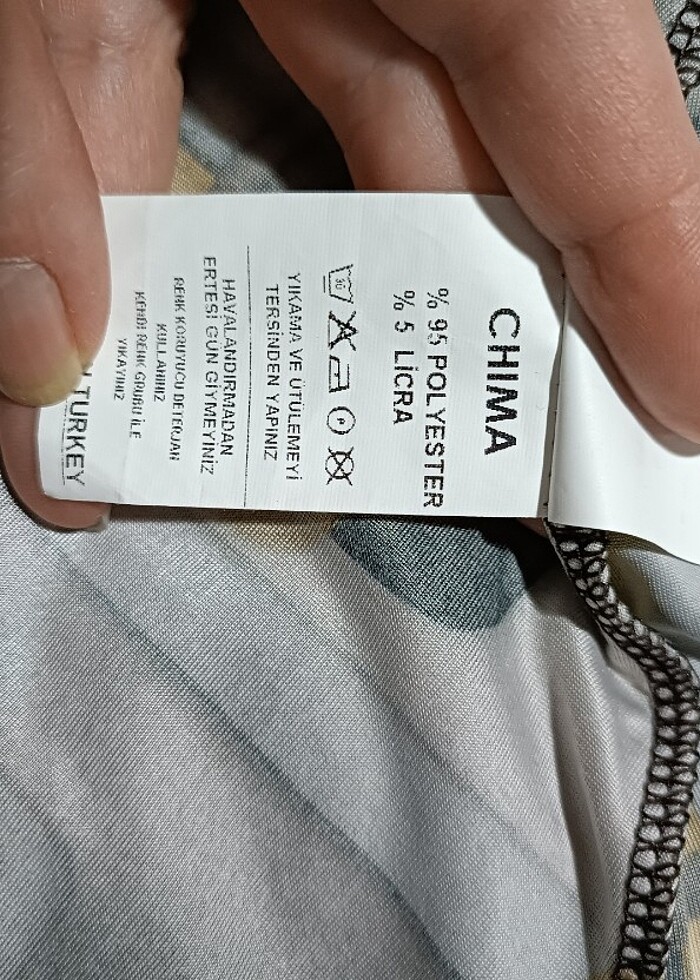 CHIMA
% 95 POLYESTER
% 5 LİCRA
30
P
YIKAMA VE ÜTÜLEMEYİ
TERSİNDEN YAPINIZ
HAVALANDIRMADAN
ERTESİ GÜN GİYMEYİNİZ
RENK KORUYUCU DETERJAN
KULLANINIZ
KENDİ RENK GRUBU İLE
YIKAYINIZ
TURKEY